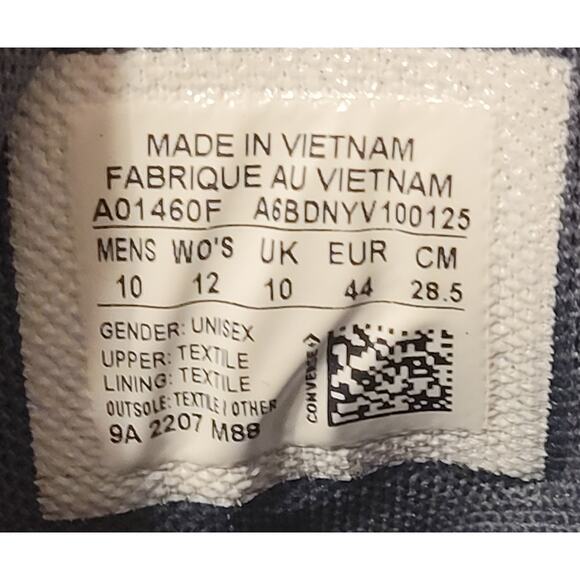 MADE IN VIETNAM
FABRIQUE AU VIETNAM
A01460F A6BDNYV100125
MENS WO'S UK EUR CM
10 12 10 44 28.5
GENDER: UNISEX
UPPER: TEXTILE
LINING: TEXTILE
OUTSOLE: TEXTILE / OTHER
9A 2207 M88
CONVERSE